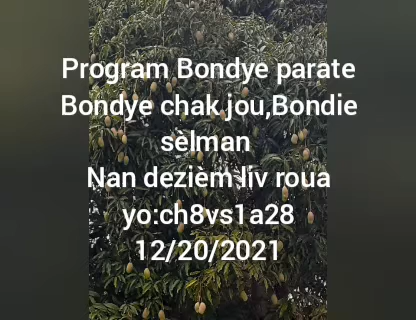 Program Bondye parate
Bondye chak jou,Bondie
sèlman
Nan dezièm liv roua
yo:ch8vs1a28
12/20/2021